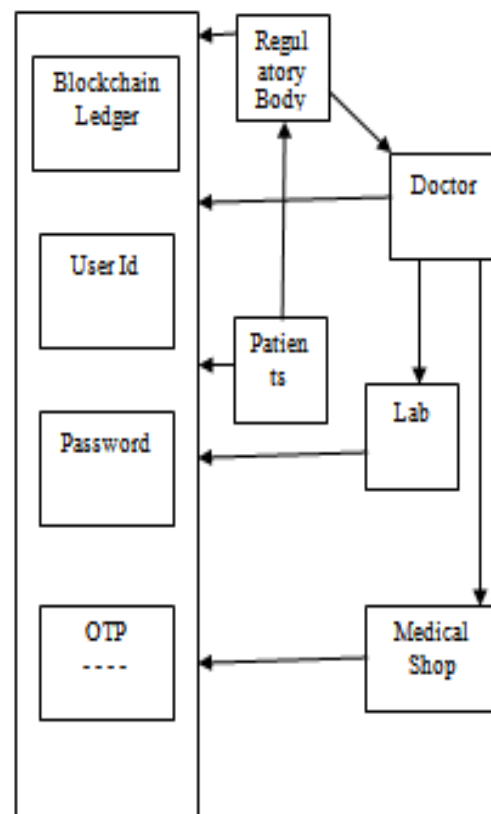 Blockchain
Ledger
User Id
Password
OTP
- - - -
Regul
atory
Body
Doctor
Patien
ts
Lab
Medical
Shop